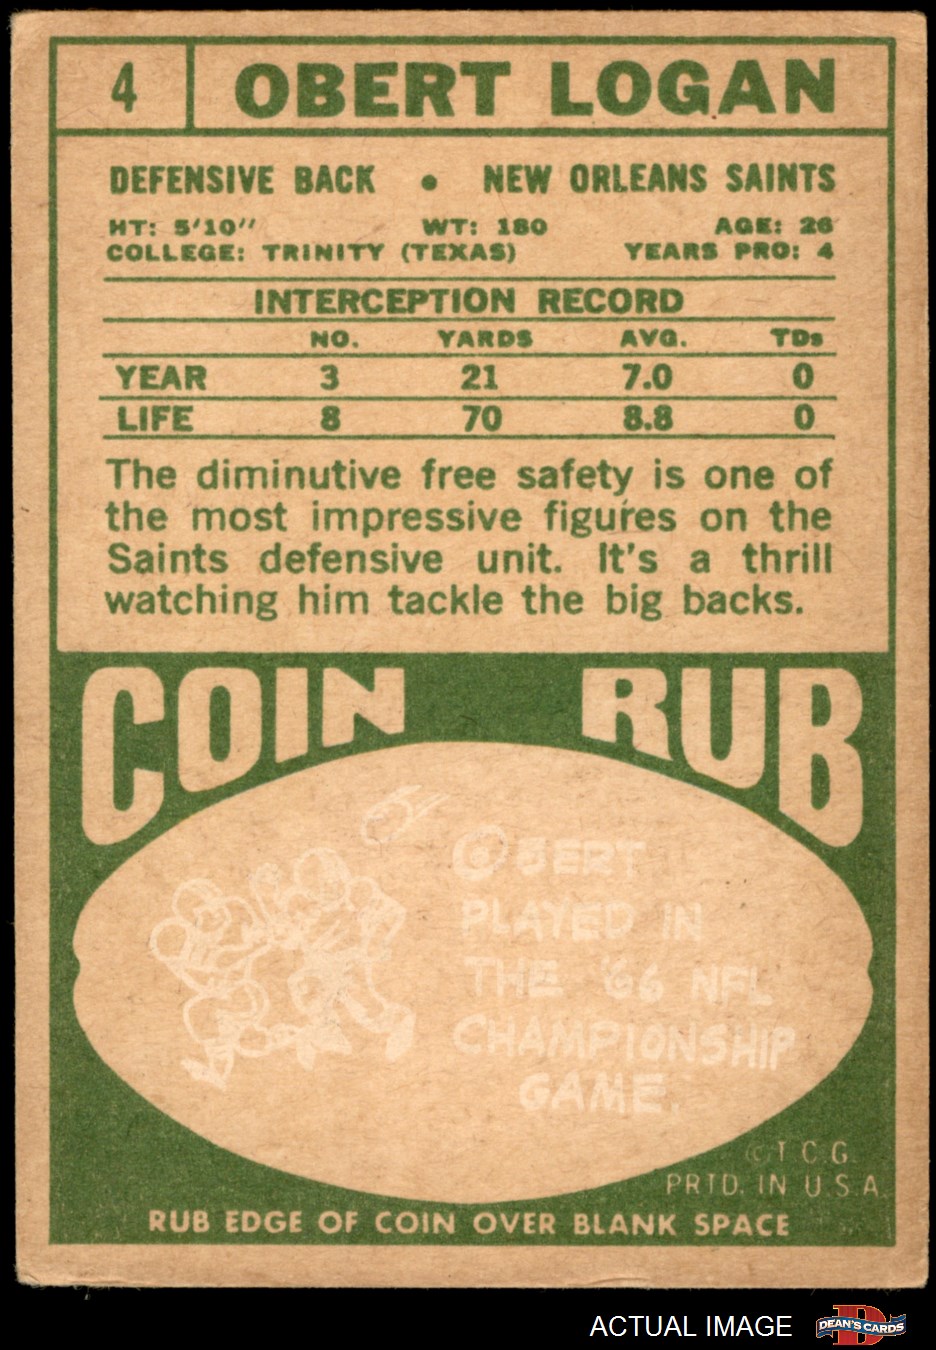 4 OBERT LOGAN
DEFENSIVE BACK • NEW ORLEANS SAINTS
HT: 5'10" WT: 180 AGE: 26
COLLEGE: TRINITY (TEXAS) YEARS PRO: 4
INTERCEPTION RECORD
NO. YARDS AVG. TDs
YEAR 3 21 7.0 0
LIFE 8 70 8.8 0
The diminutive free safety is one of
the most impressive figures on the
Saints defensive unit. It's a thrill
watching him tackle the big backs.
COIN RUB
OBERT
PLAYED IN
THE '66 NFL
CHAMPIONSHIP
GAME.
© T.C.G.
PRTD. IN U.S.A.
RUB EDGE OF COIN OVER BLANK SPACE
ACTUAL IMAGE
DEAN'S CARDS